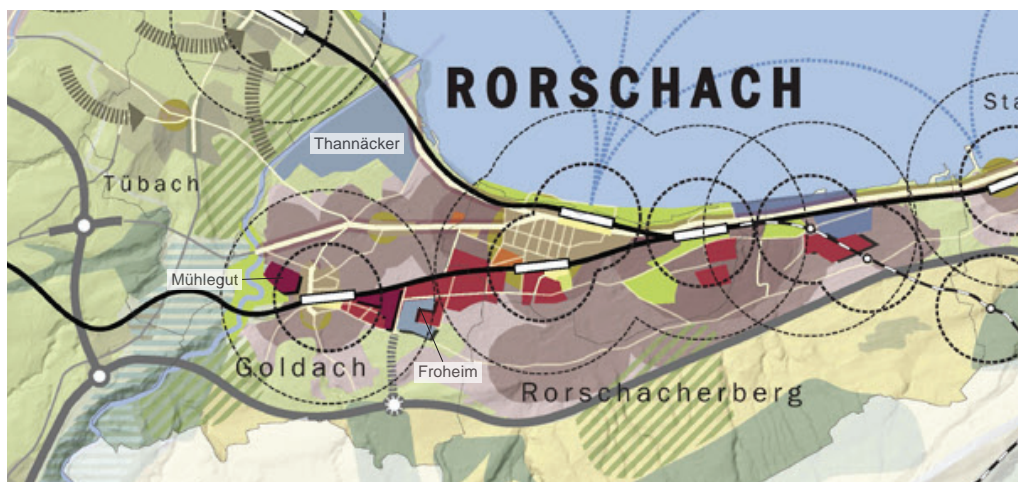 RORSCHACH
Sta
Thannäcker
Tübach
Mühlegut
Goldach
Froheim
Rorschacherberg